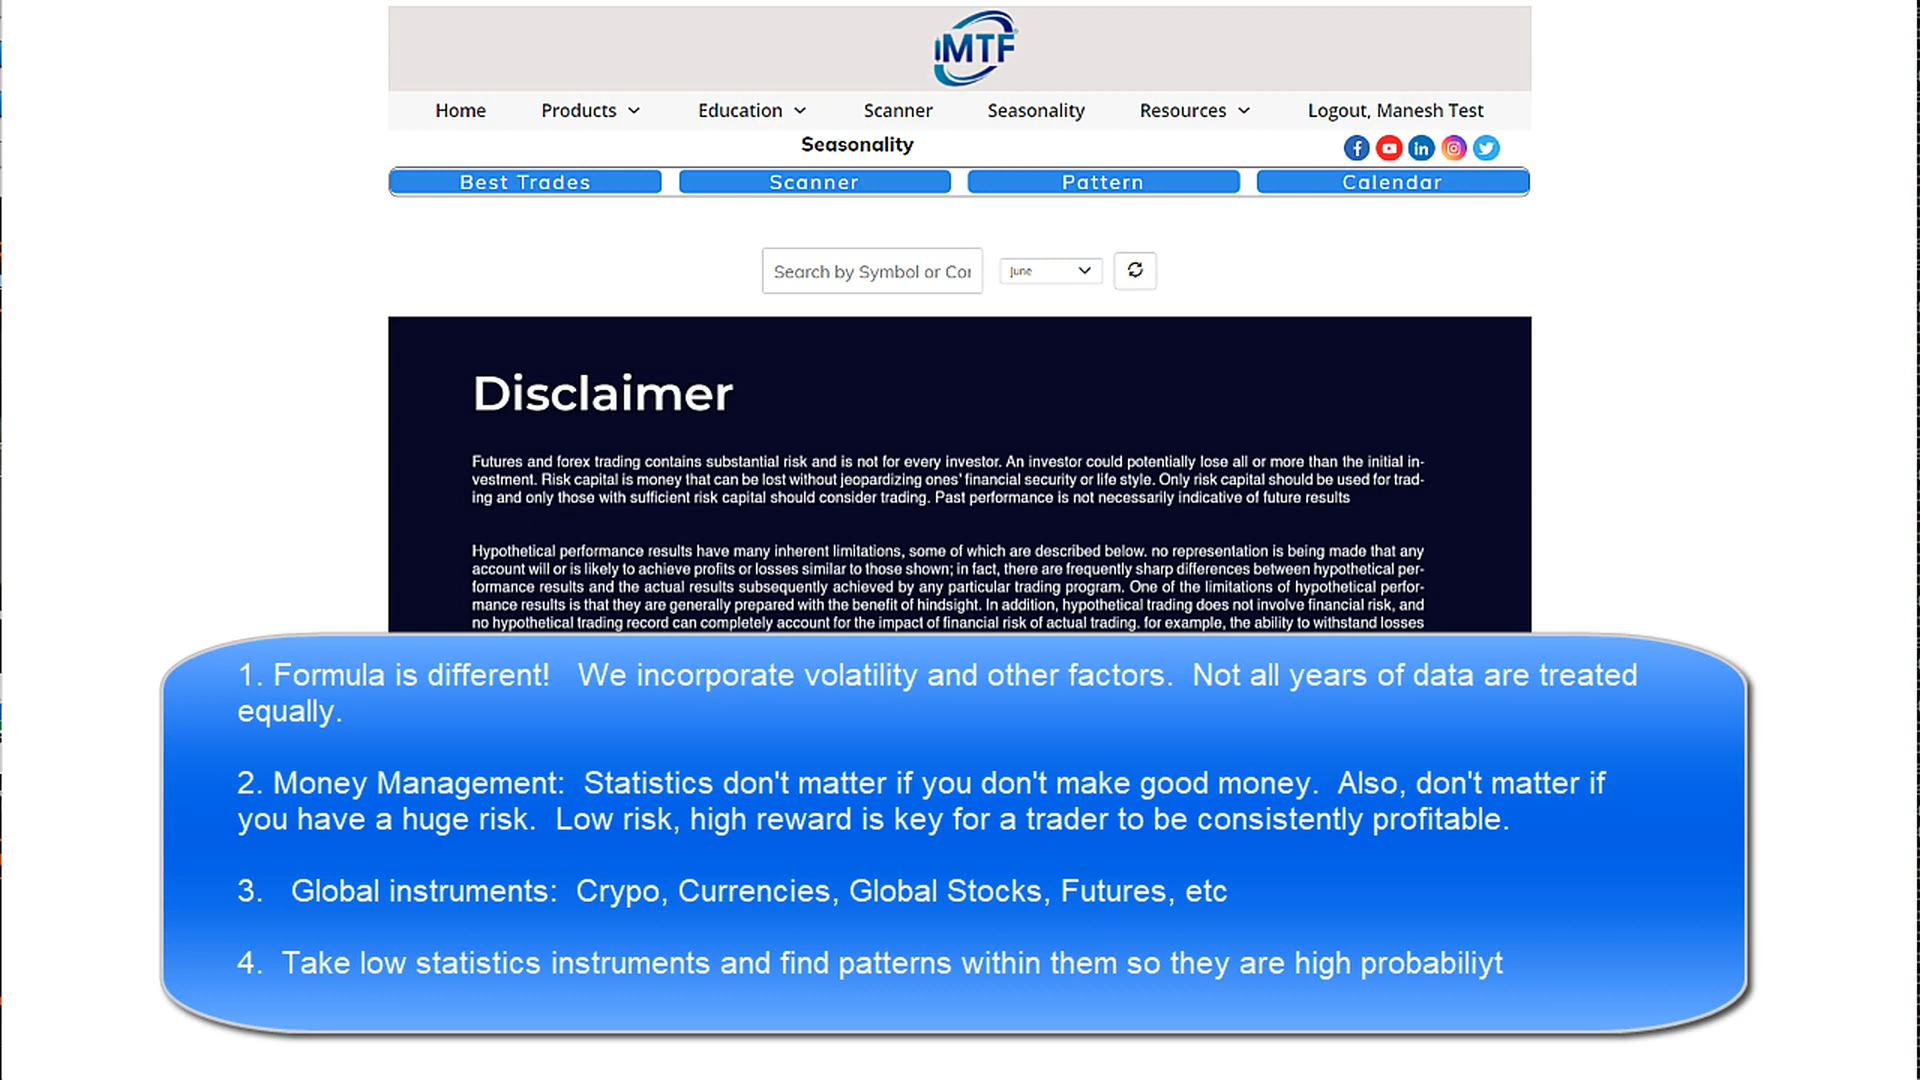 iMTF
Home Products Education Scanner Seasonality Resources Logout, Manesh Test
Seasonality
Best Trades Scanner Pattern Calendar
Search by Symbol or Cor June
Disclaimer
Futures and forex trading contains substantial risk and is not for every investor. An investor could potentially lose all or more than the initial in-
vestment. Risk capital is money that can be lost without jeopardizing ones' financial security or life style. Only risk capital should be used for trad-
ing and only those with sufficient risk capital should consider trading. Past performance is not necessarily indicative of future results
Hypothetical performance results have many inherent limitations, some of which are described below. no representation is being made that any
account will or is likely to achieve profits or losses similar to those shown; in fact, there are frequently sharp differences between hypothetical per-
formance results and the actual results subsequently achieved by any particular trading program. One of the limitations of hypothetical perfor-
mance results is that they are generally prepared with the benefit of hindsight. In addition, hypothetical trading does not involve financial risk, and
no hypothetical trading record can completely account for the impact of financial risk of actual trading. for example, the ability to withstand losses
1. Formula is different! We incorporate volatility and other factors. Not all years of data are treated
equally.
2. Money Management: Statistics don't matter if you don't make good money. Also, don't matter if
you have a huge risk. Low risk, high reward is key for a trader to be consistently profitable.
3. Global instruments: Crypo, Currencies, Global Stocks, Futures, etc
4. Take low statistics instruments and find patterns within them so they are high probabiliyt